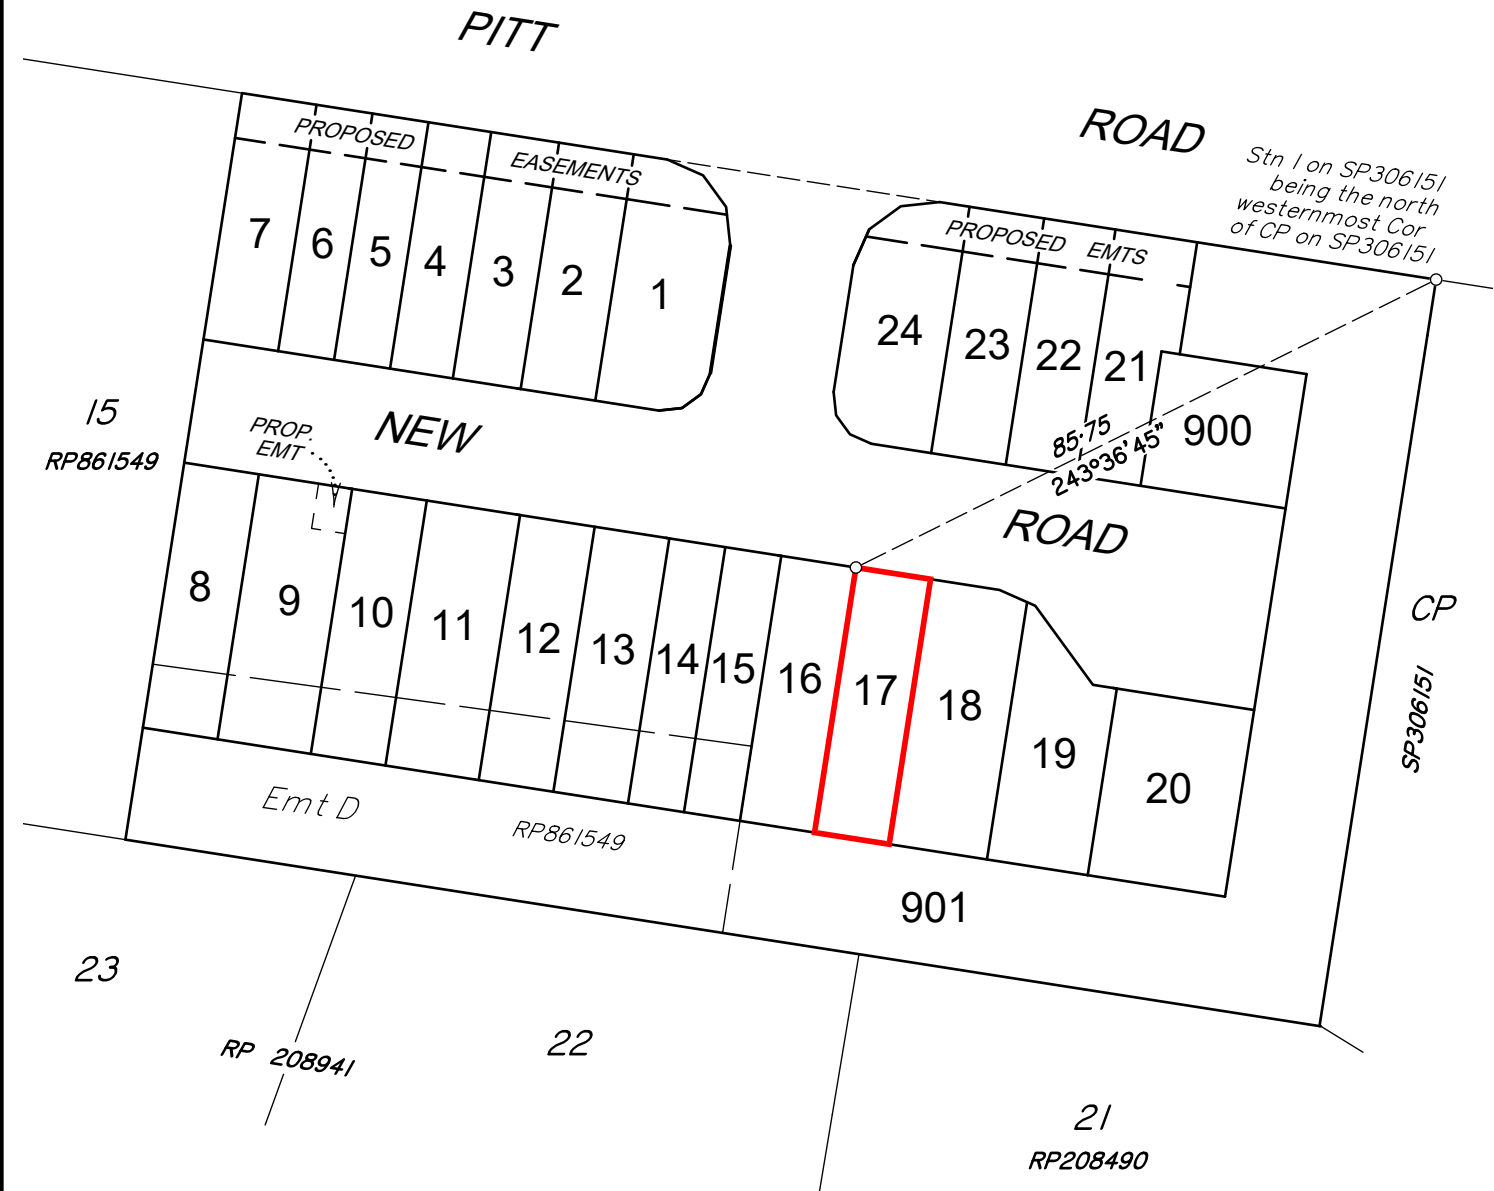 PITT
ROAD
Stn 1 on SP306151
being the north
westernmost Cor
of CP on SP306151
PROPOSED
EASEMENTS
PROPOSED EMTS
7
6
5
4
3
2
1
24
23
22
21
900
15
RP861549
PROP.
EMT
NEW
85·75
243°36'45"
ROAD
8
9
10
11
12
13
14
15
16
17
18
19
20
CP
SP306151
Emt D
RP861549
901
23
RP 208941
22
21
RP208490